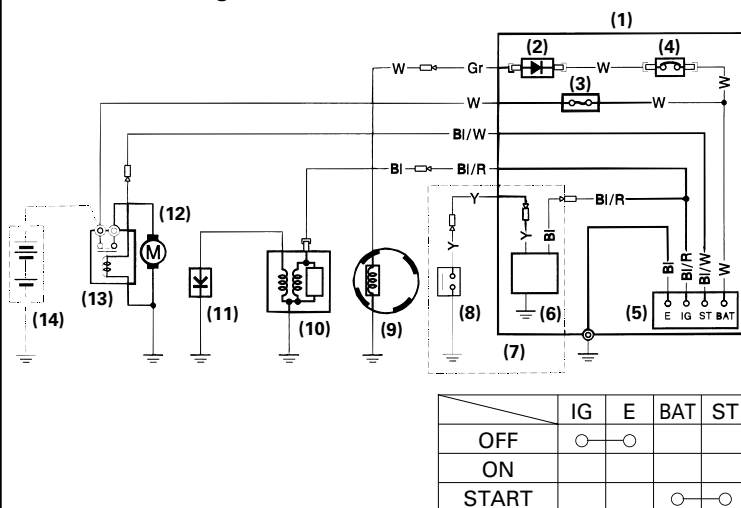 (1)
(2)
(4)
W
Gr
W
W
(3)
W
W
W
Bl/W
Bl
Bl/R
Y
Bl/R
(12)
Y
Y
Bl
Bl
Bl/R
Bl/W
W
M
(13)
(14)
(11)
(10)
(9)
(8)
(6)
(7)
(5)
E IG ST BAT
IG E BAT ST
OFF
ON
START